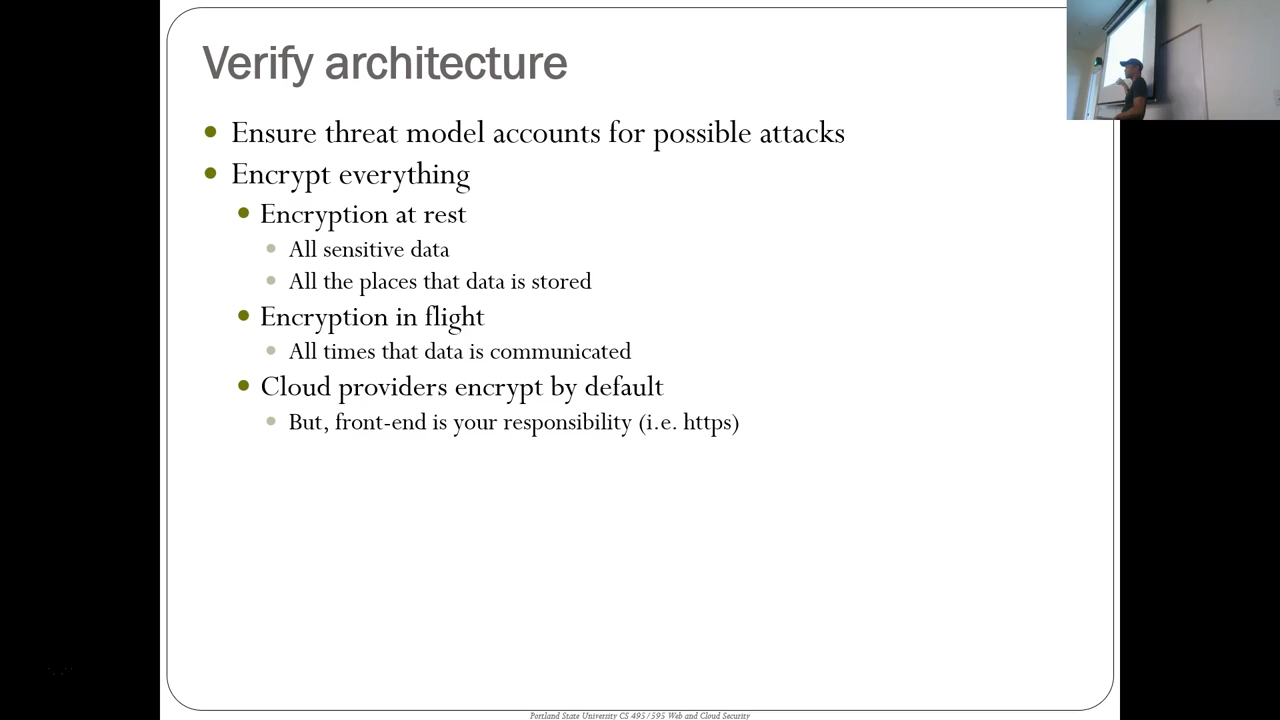 Verify architecture
Ensure threat model accounts for possible attacks
Encrypt everything
Encryption at rest
All sensitive data
All the places that data is stored
Encryption in flight
All times that data is communicated
Cloud providers encrypt by default
But, front-end is your responsibility (i.e. https)
Portland State University CS 495/595 Web and Cloud Security